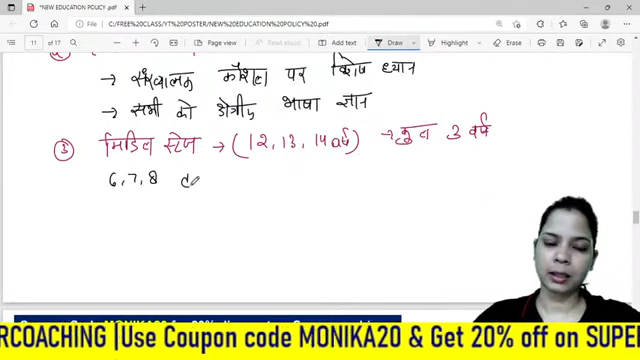 C:/FREE CLASS/YT POSTER/NEW%20EDUCATION%20POLICY%20.pdf
*NEW EDUCATION POLICY .pdf
11 of 17
Page view
Read aloud
Add text
Draw
Highlight
Erase
→ संख्यात्मक कौशल पर विशेष ध्यान
→ सभी को क्षेत्रीय भाषा ज्ञान
③ मिडिल स्टेज → (12, 13, 14 वर्ष) → कुल 3 वर्ष
6, 7, 8
RCOACHING |Use Coupon code MONIKA20 & Get 20% off on SUPE